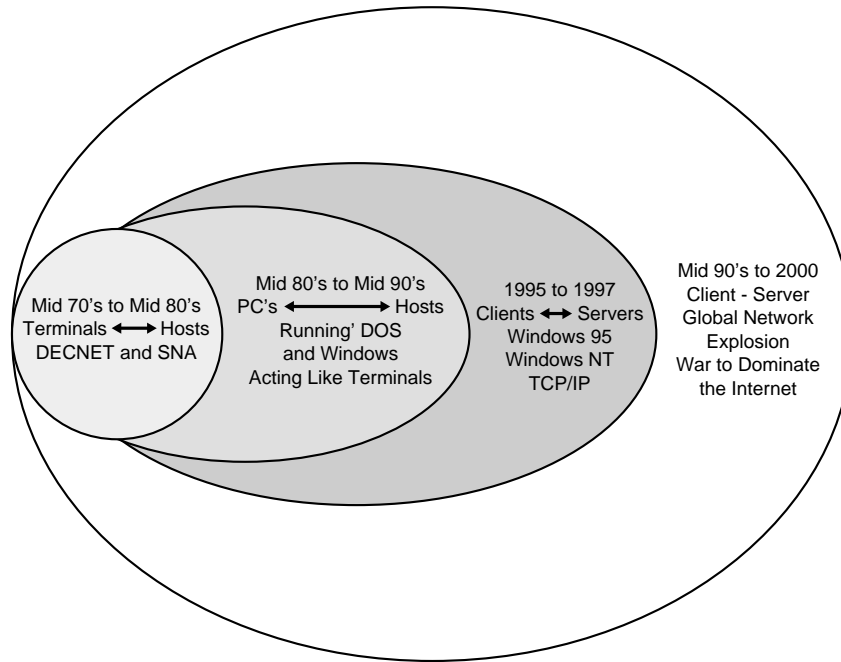 Mid 70's to Mid 80's
Terminals Hosts
DECNET and SNA
Mid 80's to Mid 90's
PC's Hosts
Running' DOS
and Windows
Acting Like Terminals
1995 to 1997
Clients Servers
Windows 95
Windows NT
TCP/IP
Mid 90's to 2000
Client - Server
Global Network
Explosion
War to Dominate
the Internet